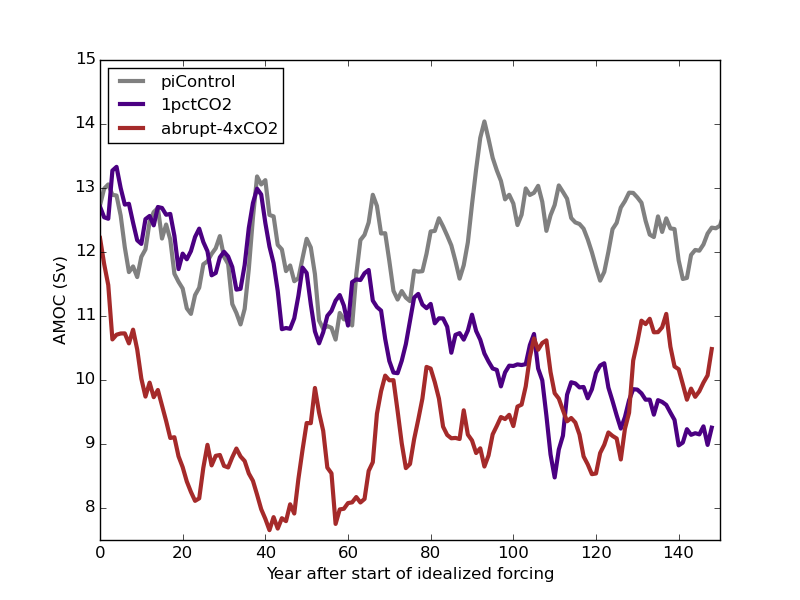 15
14
13
12
11
10
9
8
AMOC (Sv)
piControl
1pctCO2
abrupt-4xCO2
0 20 40 60 80 100 120 140
Year after start of idealized forcing